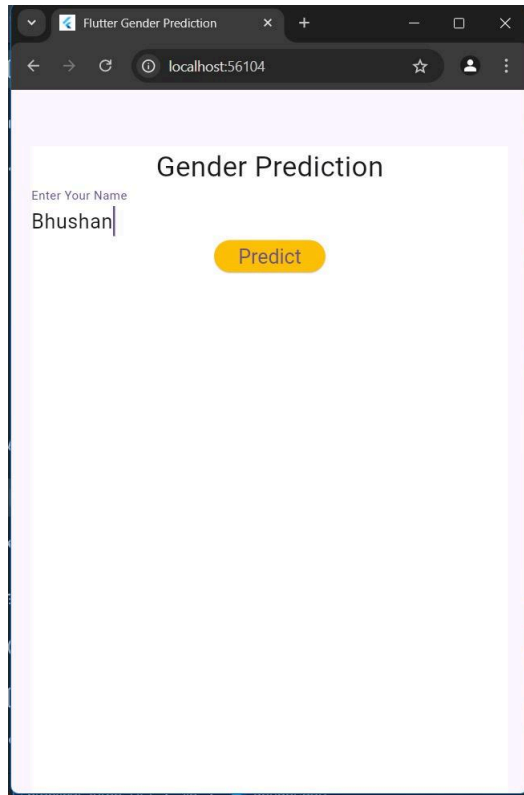 Flutter Gender Prediction
localhost:56104
Gender Prediction
Enter Your Name
Bhushan
Predict